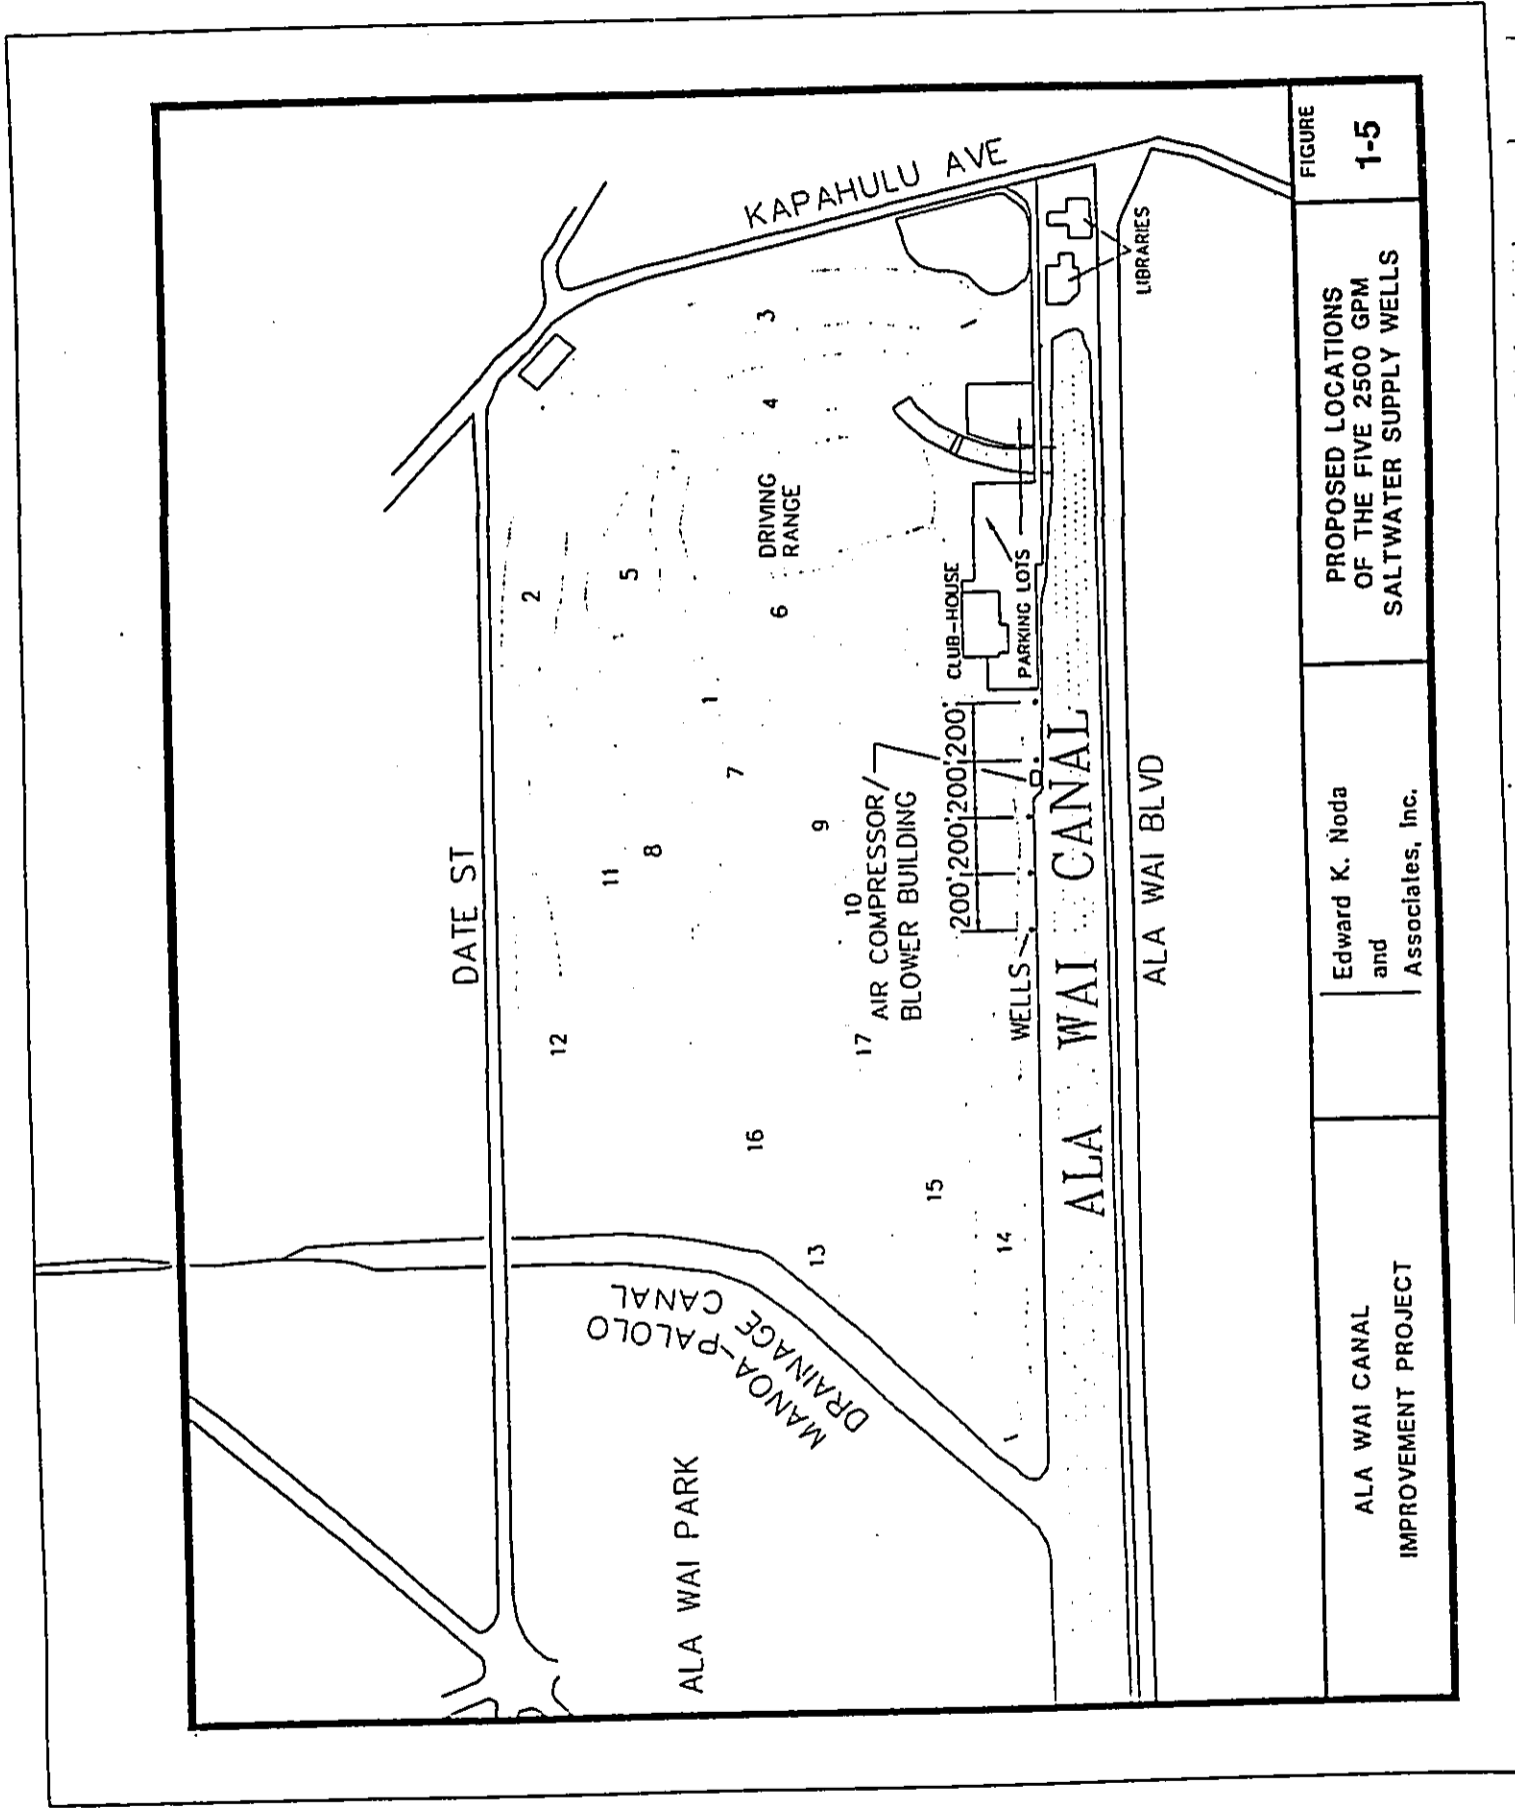 DATE ST
KAPAHULU AVE
MANOA-PALOLO
DRAINAGE CANAL
ALA WAI PARK
DRIVING
RANGE
1
2
3
4
5
6
7
8
9
10
11
12
13
14
15
16
17
AIR COMPRESSOR/
BLOWER BUILDING
CLUB-HOUSE
PARKING LOTS
LIBRARIES
200' 200' 200' 200'
WELLS
ALA WAI CANAL
ALA WAI BLVD
ALA WAI CANAL
IMPROVEMENT PROJECT
Edward K. Noda
and
Associates, Inc.
PROPOSED LOCATIONS
OF THE FIVE 2500 GPM
SALTWATER SUPPLY WELLS
FIGURE
1-5